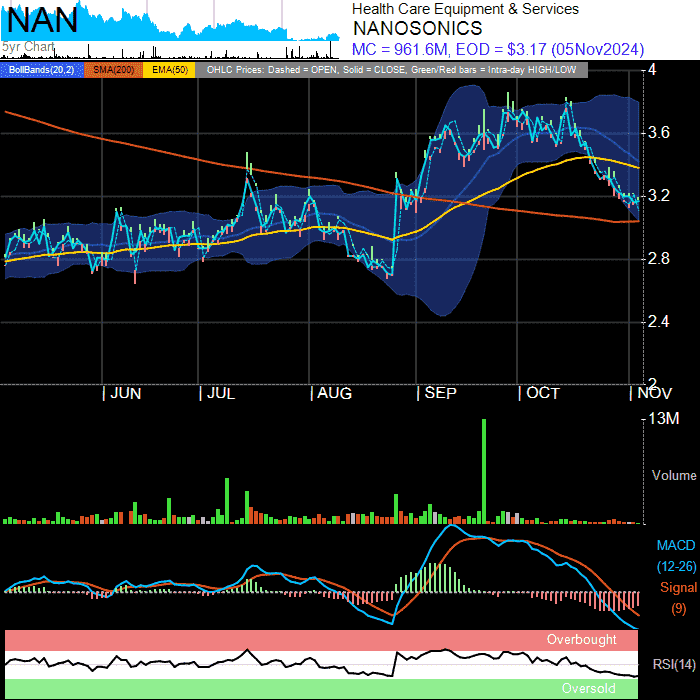 NAN
5yr Chart
Health Care Equipment & Services
NANOSONICS
MC = 961.6M, EOD = $3.17 (05Nov2024)
BollBands(20,2) SMA(200) EMA(50) OHLC Prices: Dashed = OPEN, Solid = CLOSE, Green/Red bars = Intra-day HIGH/LOW
4
3.6
3.2
2.8
2.4
2
| JUN | JUL | AUG | SEP | OCT | NOV
13M
Volume
MACD
(12-26)
Signal
(9)
Overbought
RSI(14)
Oversold